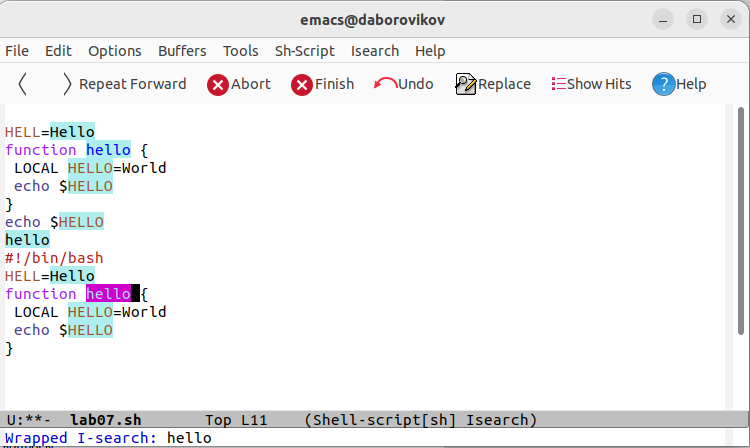 emacs@daborovikov
File Edit Options Buffers Tools Sh-Script Isearch Help
Repeat Forward Abort Finish Undo Replace Show Hits ? Help
HELL=Hello
function hello {
 LOCAL HELLO=World
 echo $HELLO
}
echo $HELLO
hello
#!/bin/bash
HELL=Hello
function hello {
 LOCAL HELLO=World
 echo $HELLO
}
U:**- lab07.sh Top L11 (Shell-script[sh] Isearch)
Wrapped I-search: hello